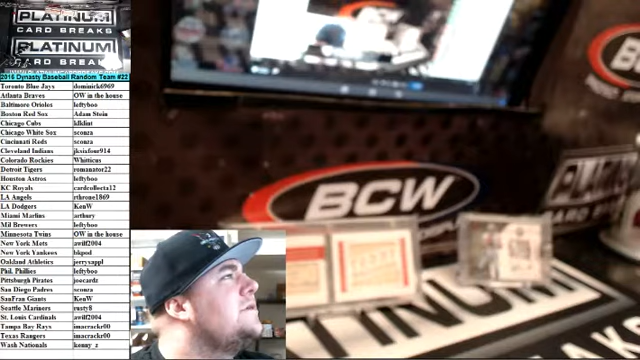 PLATINUM
CARD BREAKS
PLATINUM
CARD BREAKS
2016 Dynasty Baseball Random Team #22
Toronto Blue Jays dominick6969
Atlanta Braves OW in the house
Baltimore Orioles leftyboo
Boston Red Sox Adam Stein
Chicago Cubs klklint
Chicago White Sox sconza
Cincinnati Reds sconza
Cleveland Indians jksixfour914
Colorado Rockies Whitticus
Detroit Tigers romanator22
Houston Astros leftyboo
KC Royals cardcollecta12
LA Angels rthrone1869
LA Dodgers KenW
Miami Marlins arthury
Mil Brewers leftyboo
Minnesota Twins OW in the house
New York Mets awilf2004
New York Yankees bkpod
Oakland Athletics jerrysappl
Phil. Phillies leftyboo
Pittsburgh Pirates joecardz
San Diego Padres sconza
SanFran Giants KenW
Seattle Mariners rusty8
St. Louis Cardinals awilf2004
Tampa Bay Rays imacrackr00
Texas Rangers imacrackr00
Wash Nationals kenny_z
BCW
PLATINUM